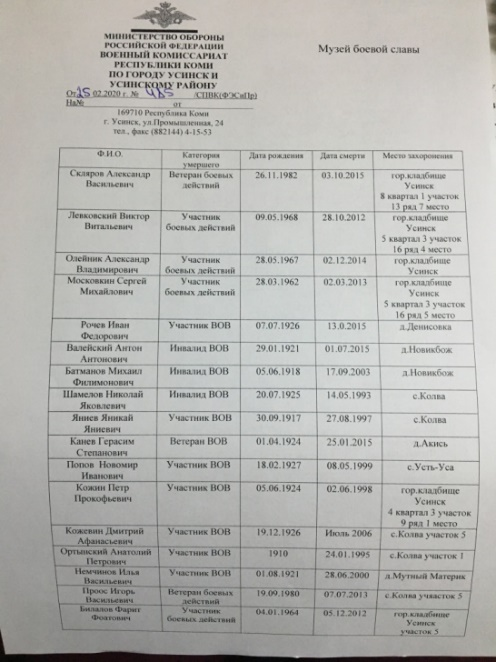 МИНИСТЕРСТВО ОБОРОНЫ
РОССИЙСКОЙ ФЕДЕРАЦИИ
ВОЕННЫЙ КОМИССАРИАТ
РЕСПУБЛИКИ КОМИ
ПО ГОРОДУ УСИНСК И
УСИНСКОМУ РАЙОНУ
От 25 02.2020 г. № /СПВК(ФЭСиПр)
На№ от
169710 Республика Коми
г. Усинск, ул.Промышленная, 24
тел., факс (882144) 4-15-53
Музей боевой славы
Ф.И.О. Категория умершего Дата рождения Дата смерти Место захоронения
Скляров Александр Ветеран боевых 26.11.1982 03.10.2015 гор.кладбище
Васильевич действий Усинск
8 квартал 1 участок
13 ряд 7 место
Левковский Виктор Участник 09.05.1968 28.10.2012 гор.кладбище
Витальевич боевых действий Усинск
5 квартал 3 участок
16 ряд 4 место
Олейник Александр Участник 28.05.1967 02.12.2014 гор.кладбище
Владимирович боевых действий Усинск
Московкин Сергей Участник 28.03.1962 02.03.2013 гор.кладбище
Михайлович боевых действий Усинск
5 квартал 3 участок
16 ряд 5 место
Рочев Иван Участник ВОВ 07.07.1926 13.0.2015 д.Денисовка
Федорович
Валейский Антон Инвалид ВОВ 29.01.1921 01.07.2015 д.Новикбож
Антонович
Батманов Михаил Инвалид ВОВ 05.06.1918 17.09.2003 д.Новикбож
Филимонович
Шамелов Николай Инвалид ВОВ 20.07.1925 14.05.1993 с.Колва
Яковлевич
Яниев Яникай Участник ВОВ 30.09.1917 27.08.1997 с.Колва
Яниевич
Канев Герасим Ветеран ВОВ 01.04.1924 25.01.2015 д.Акись
Степанович
Попов Новомир Участник ВОВ 18.02.1927 08.05.1999 с.Усть-Уса
Иванович
Кожин Петр Участник ВОВ 05.06.1924 02.06.1998 гор.кладбище
Прокофьевич Усинск
4 квартал 3 участок
9 ряд 1 место
Кожевин Дмитрий Участник ВОВ 19.12.1926 Июль 2006 с.Колва участок 5
Афанасьевич
Ортынский Анатолий Участник ВОВ 1910 24.01.1995 с.Колва участок 1
Петрович
Немчинов Илья Участник ВОВ 01.08.1921 28.06.2000 д.Мутный Материк
Васильевич
Проос Игорь Ветеран боевых 19.09.1980 07.07.2013 с.Колва участок 5
Васильевич действий
Билалов Фарит Участник 04.01.1964 05.12.2012 гор.кладбище
Фоатович боевых действий Усинск
участок 5